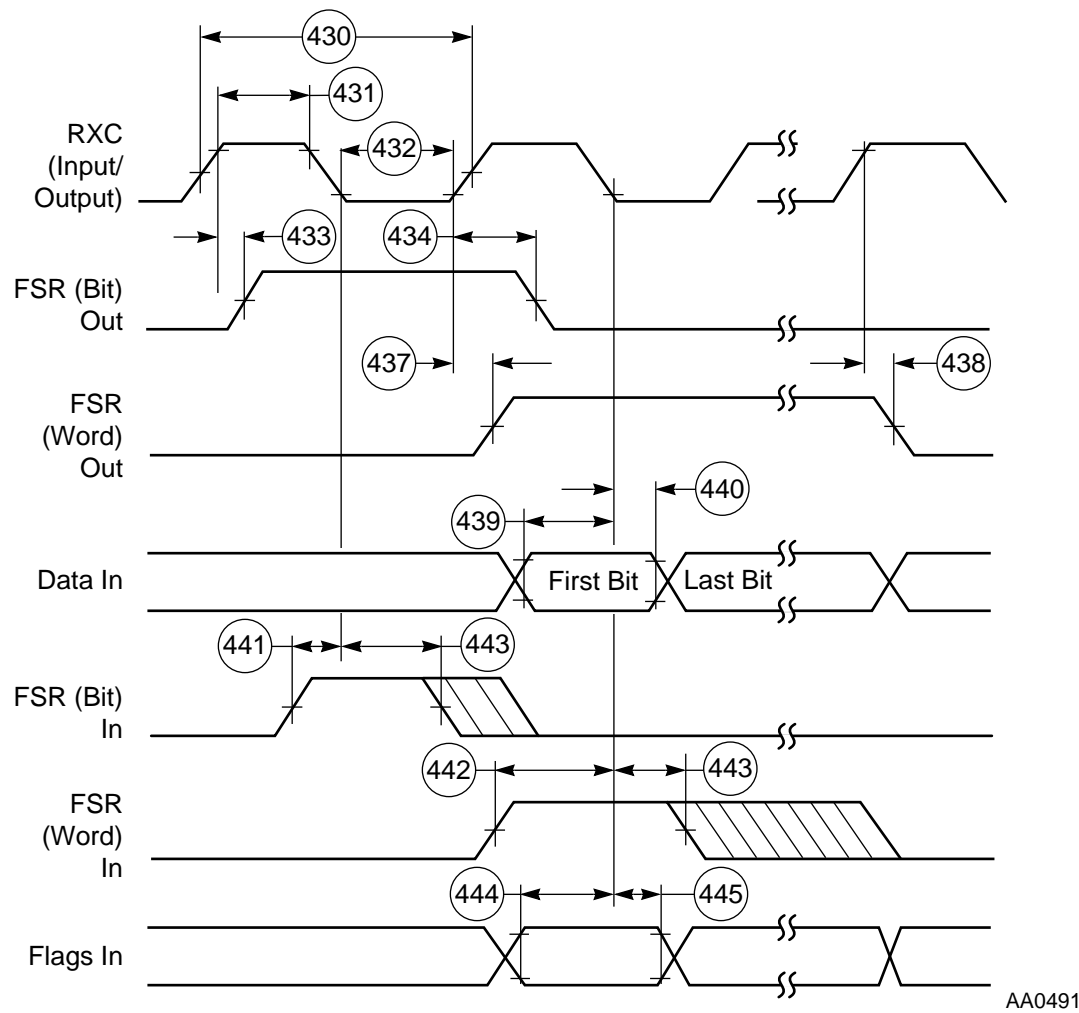 430
431
RXC
(Input/
Output)
432
433
434
FSR (Bit)
Out
437
438
FSR
(Word)
Out
440
439
Data In
First Bit
Last Bit
441
443
FSR (Bit)
In
442
443
FSR
(Word)
In
444
445
Flags In
AA0491